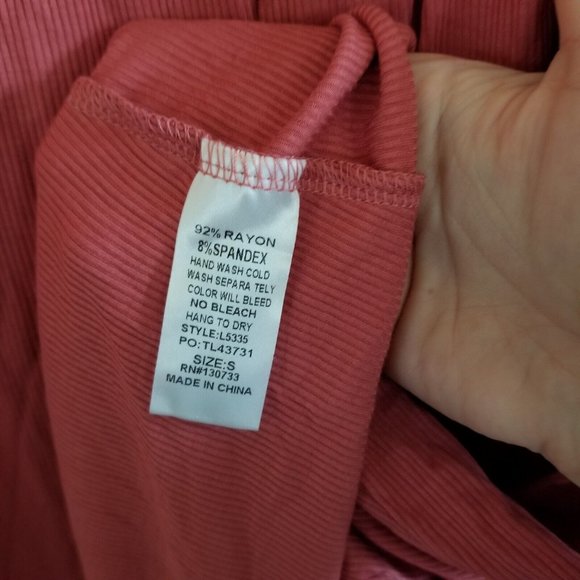 92% RAYON
8%SPANDEX
HAND WASH COLD
WASH SEPARA TELY
COLOR WILL BLEED
NO BLEACH
HANG TO DRY
STYLE:L5335
PO:TL43731
SIZE:S
RN#130733
MADE IN CHINA